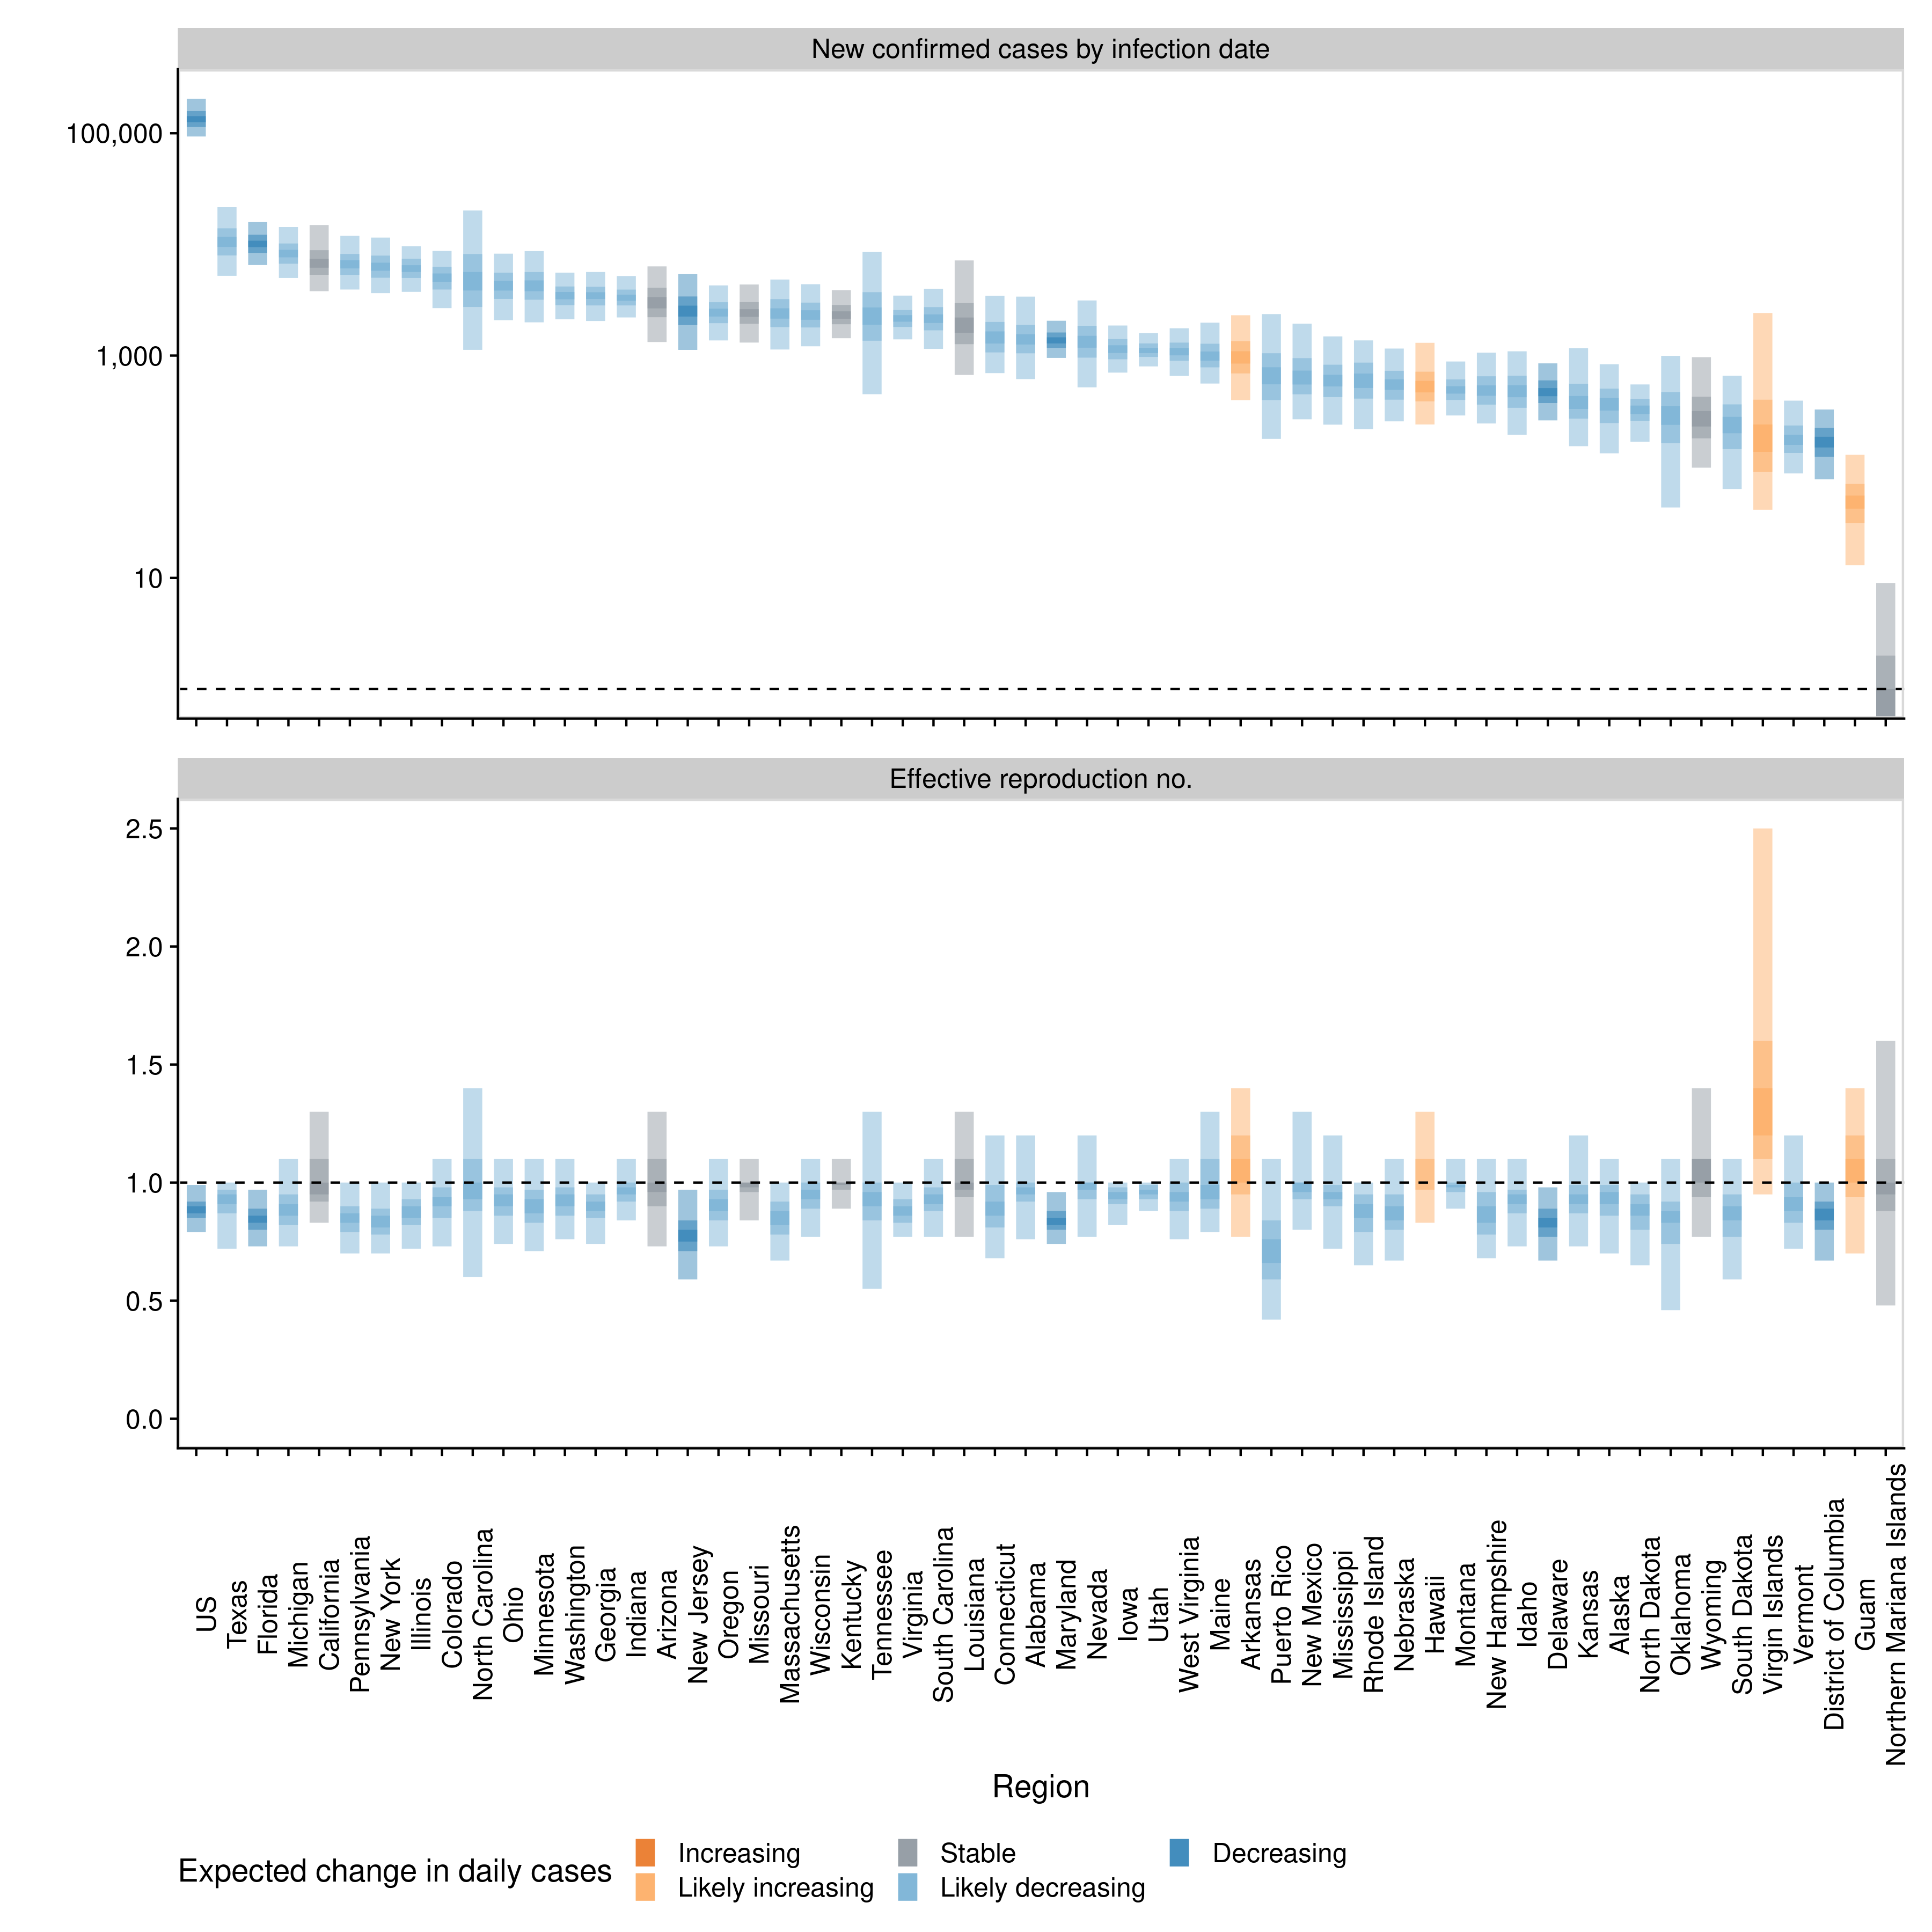 New confirmed cases by infection date
100,000
1,000
10
Effective reproduction no.
2.5
2.0
1.5
1.0
0.5
0.0
US
Texas
Florida
Michigan
California
Pennsylvania
New York
Illinois
Colorado
North Carolina
Ohio
Minnesota
Washington
Georgia
Indiana
Arizona
New Jersey
Oregon
Missouri
Massachusetts
Wisconsin
Kentucky
Tennessee
Virginia
South Carolina
Louisiana
Connecticut
Alabama
Maryland
Nevada
Iowa
Utah
West Virginia
Maine
Arkansas
Puerto Rico
New Mexico
Mississippi
Rhode Island
Nebraska
Hawaii
Montana
New Hampshire
Idaho
Delaware
Kansas
Alaska
North Dakota
Oklahoma
Wyoming
South Dakota
Virgin Islands
Vermont
District of Columbia
Guam
Northern Mariana Islands
Region
Expected change in daily cases
Increasing
Stable
Decreasing
Likely increasing
Likely decreasing